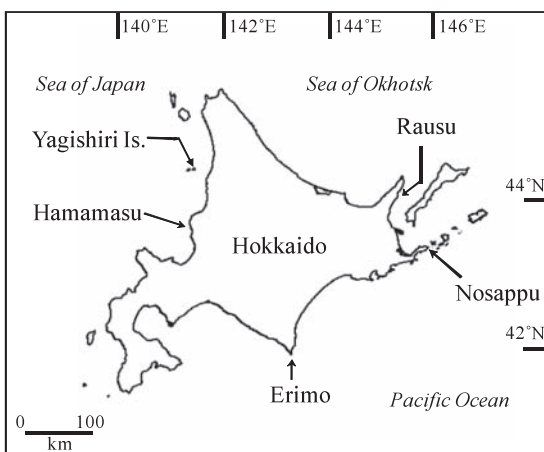 140˚E 142˚E 144˚E 146˚E
Sea of Japan Sea of Okhotsk
Rausu
Yagishiri Is.
44˚N
Hamamasu
Hokkaido
Nosappu
42˚N
Erimo
Pacific Ocean
0 100
km